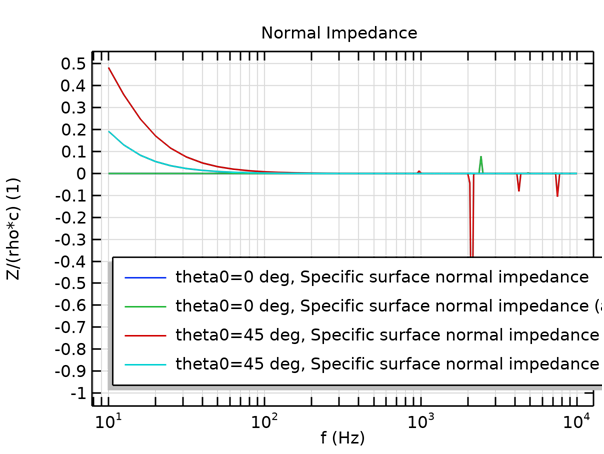 Normal Impedance
Z/(rho*c) (1)
0.5
0.4
0.3
0.2
0.1
0
-0.1
-0.2
-0.3
-0.4
-0.5
-0.6
-0.7
-0.8
-0.9
-1
theta0=0 deg, Specific surface normal impedance
theta0=0 deg, Specific surface normal impedance (a
theta0=45 deg, Specific surface normal impedance
theta0=45 deg, Specific surface normal impedance
10¹ 10² 10³ 10⁴
f (Hz)